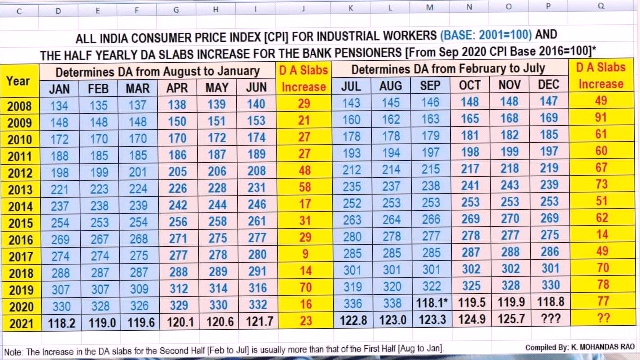 C D E F G H I J K L M N O P Q
ALL INDIA CONSUMER PRICE INDEX [CPI] FOR INDUSTRIAL WORKERS (BASE: 2001=100) AND
THE HALF YEARLY DA SLABS INCREASE FOR THE BANK PENSIONERS [From Sep 2020 CPI Base 2016=100]*
Year Determines DA from August to January D A Slabs Increase Determines DA from February to July D A Slabs Increase
JAN FEB MAR APR MAY JUN JUL AUG SEP OCT NOV DEC
2008 134 135 137 138 139 140 29 143 145 146 148 148 147 49
2009 148 148 148 150 151 153 21 160 162 163 165 168 169 91
2010 172 170 170 170 172 174 27 178 178 179 181 182 185 61
2011 188 185 185 186 187 189 27 193 194 197 198 199 197 60
2012 198 199 201 205 206 208 48 212 214 215 217 218 219 67
2013 221 223 224 226 228 231 58 235 237 238 241 243 239 73
2014 237 238 239 242 244 246 17 252 253 253 253 253 253 51
2015 254 253 254 256 258 261 31 263 264 266 269 270 269 62
2016 269 267 268 271 275 277 29 280 278 277 278 277 275 14
2017 274 274 275 277 278 280 9 285 285 285 287 288 286 49
2018 288 287 287 288 289 291 14 301 301 301 302 302 301 70
2019 307 307 309 312 314 316 70 319 320 322 325 328 330 78
2020 330 328 326 329 330 332 16 336 338 118.1* 119.5 119.9 118.8 77
2021 118.2 119.0 119.6 120.1 120.6 121.7 23 122.8 123.0 123.3 124.9 125.7 ??? ??
Note: The Increase in the DA slabs for the Second Half [Feb to Jul] is usually more than of the First Half [Aug to Jan]
Compiled By: K. MOHANDAS RAO